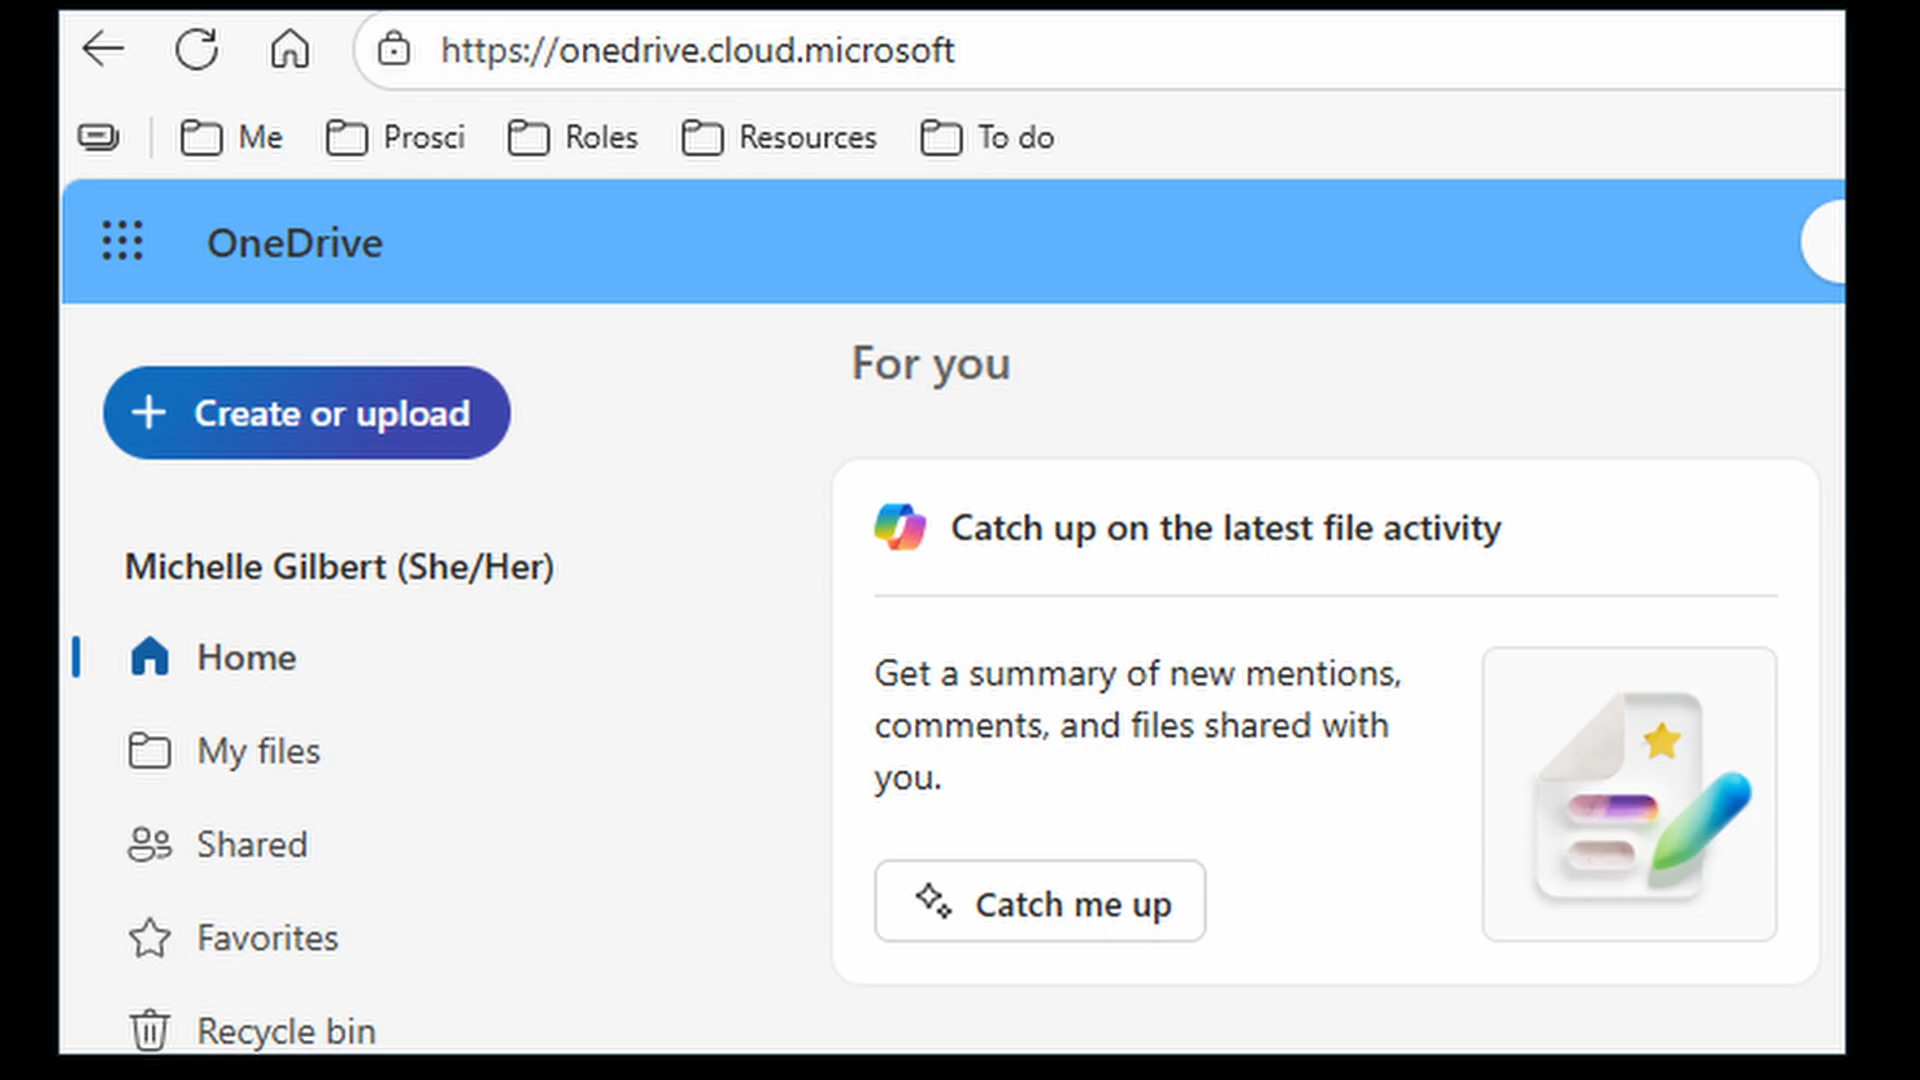 https://onedrive.cloud.microsoft
Me Prosci Roles Resources To do
OneDrive
Create or upload
Michelle Gilbert (She/Her)
Home
My files
Shared
Favorites
Recycle bin
For you
Catch up on the latest file activity
Get a summary of new mentions,
comments, and files shared with
you.
Catch me up